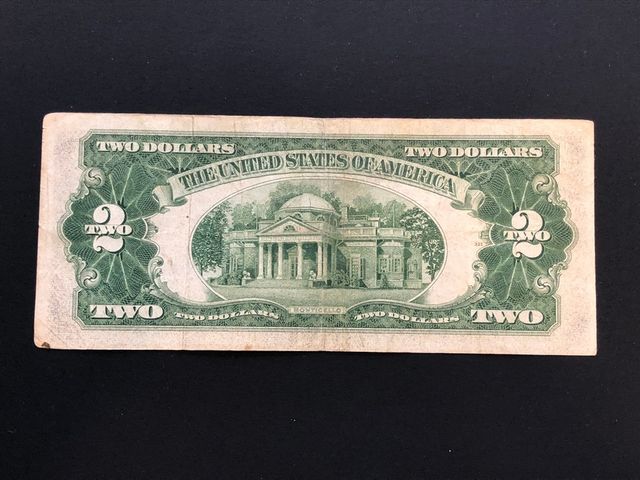 TWO DOLLARS TWO DOLLARS
THE UNITED STATES OF AMERICA
2 2
TWO TWO
MONTICELLO
TWO TWO DOLLARS TWO DOLLARS TWO